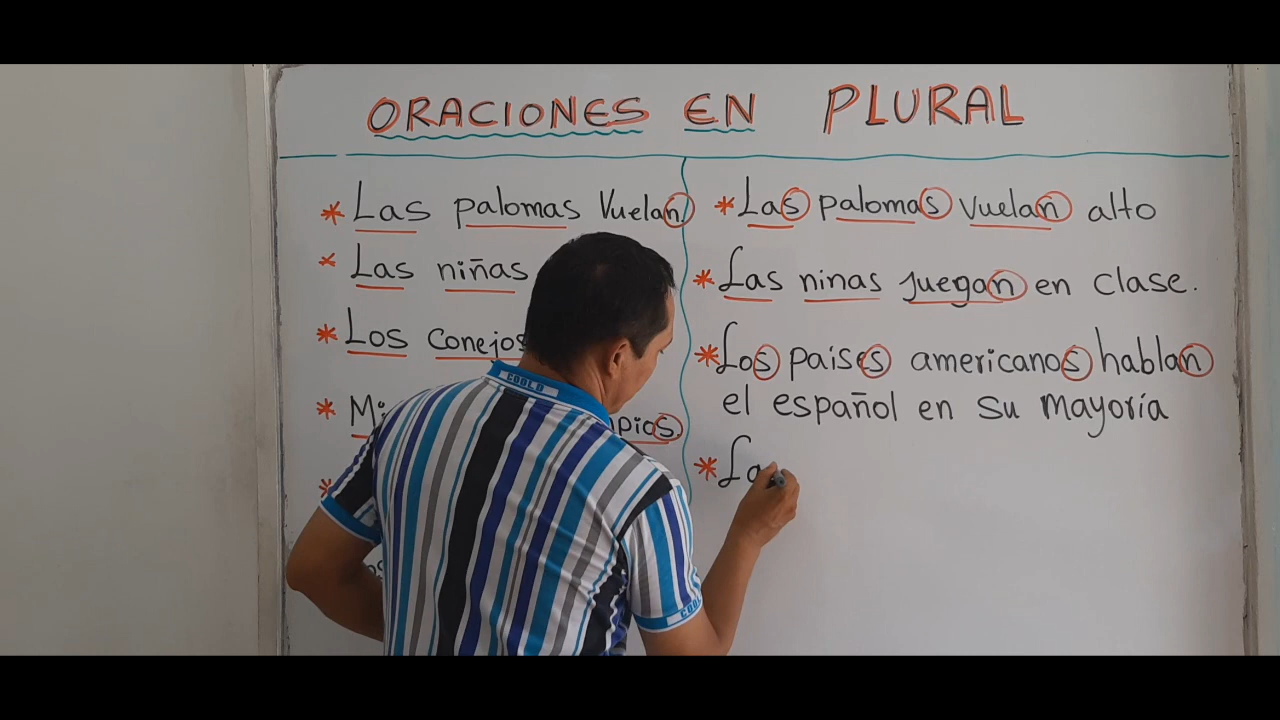 ORACIONES EN PLURAL
* Las palomas Vuelan.
* Las niñas
* Los conejos
* Mi
pios.
* Las palomas vuelan alto
* Las ninas juegan en clase.
* Los paises americanos hablan
el español en su mayoría
* La
COOLD